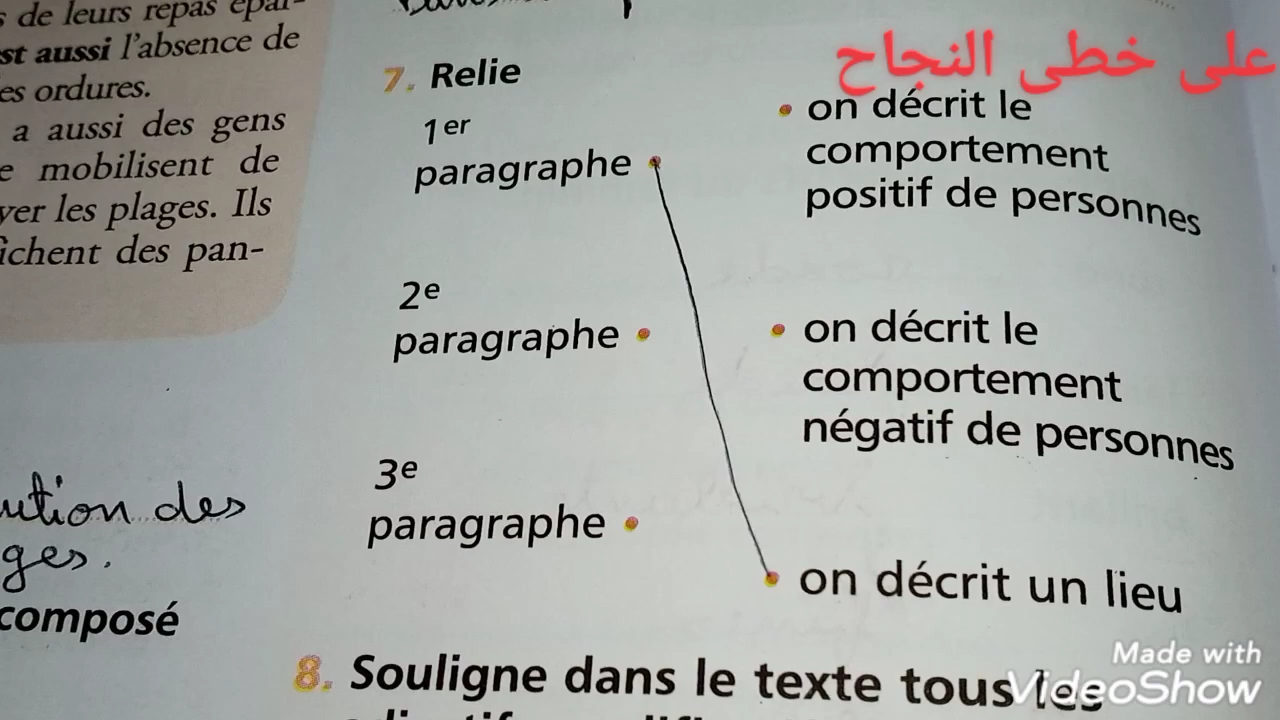 de leurs repas épar-
st aussi l'absence de
es ordures.
a aussi des gens
e mobilisent de
yer les plages. Ils
ichent des pan-
ution des
ges.
composé
على خطى النجاح
7. Relie
1er
paragraphe
2e
paragraphe
3e
paragraphe
on décrit le
comportement
positif de personnes
on décrit le
comportement
négatif de personnes
on décrit un lieu
8. Souligne dans le texte tous les
Made with
VideoShow